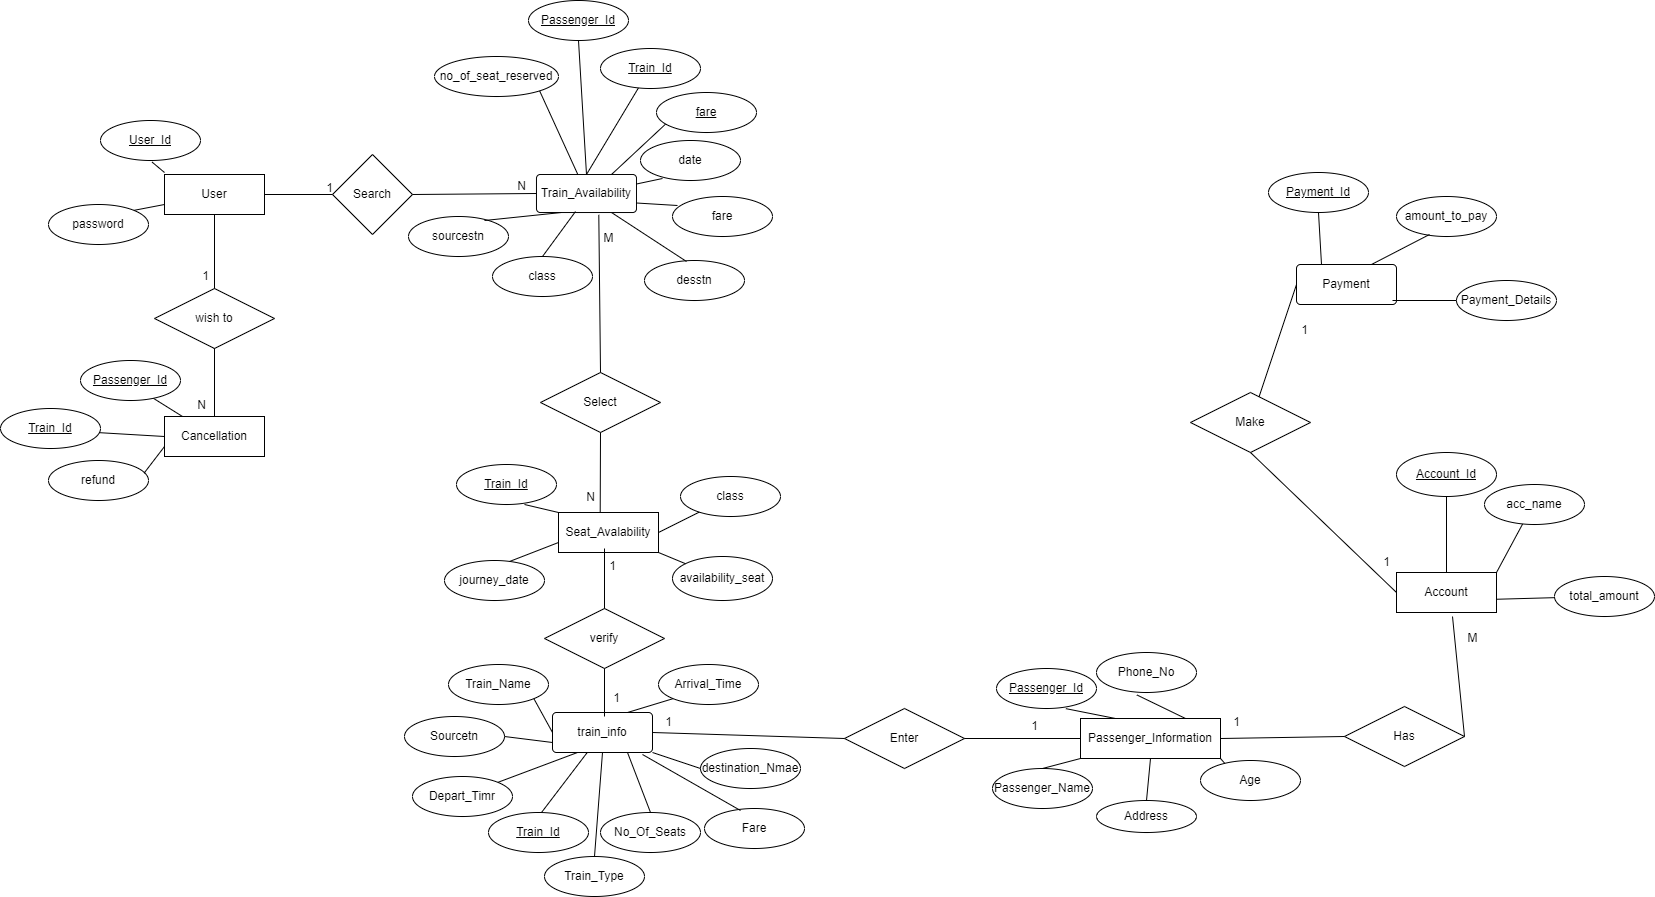 Passenger_Id
no_of_seat_reserved
Train_Id
fare
User_Id
date
User
1
Search
N
Train_Availability
password
sourcestn
M
fare
class
desstn
1
wish to
Passenger_Id
N
Train_Id
Cancellation
refund
Select
Train_Id
N
class
Seat_Avalability
journey_date
1
availability_seat
verify
Train_Name
Arrival_Time
1
Sourcetn
train_info
1
destination_Nmae
Depart_Timr
Train_Id
No_Of_Seats
Fare
Train_Type
Enter
1
Passenger_Id
Phone_No
Passenger_Information
1
Passenger_Name
Address
Age
Has
Payment_Id
amount_to_pay
Payment
Payment_Details
1
Make
Account_Id
acc_name
1
Account
total_amount
M